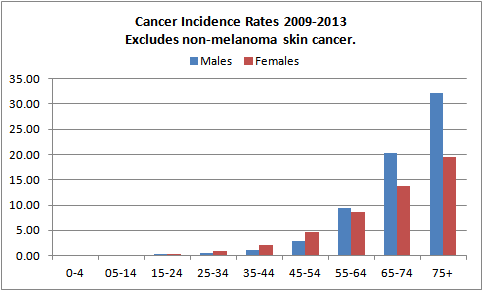 Cancer Incidence Rates 2009-2013
Excludes non-melanoma skin cancer.
Males Females
35.00
30.00
25.00
20.00
15.00
10.00
5.00
0.00
0-4 05-14 15-24 25-34 35-44 45-54 55-64 65-74 75+